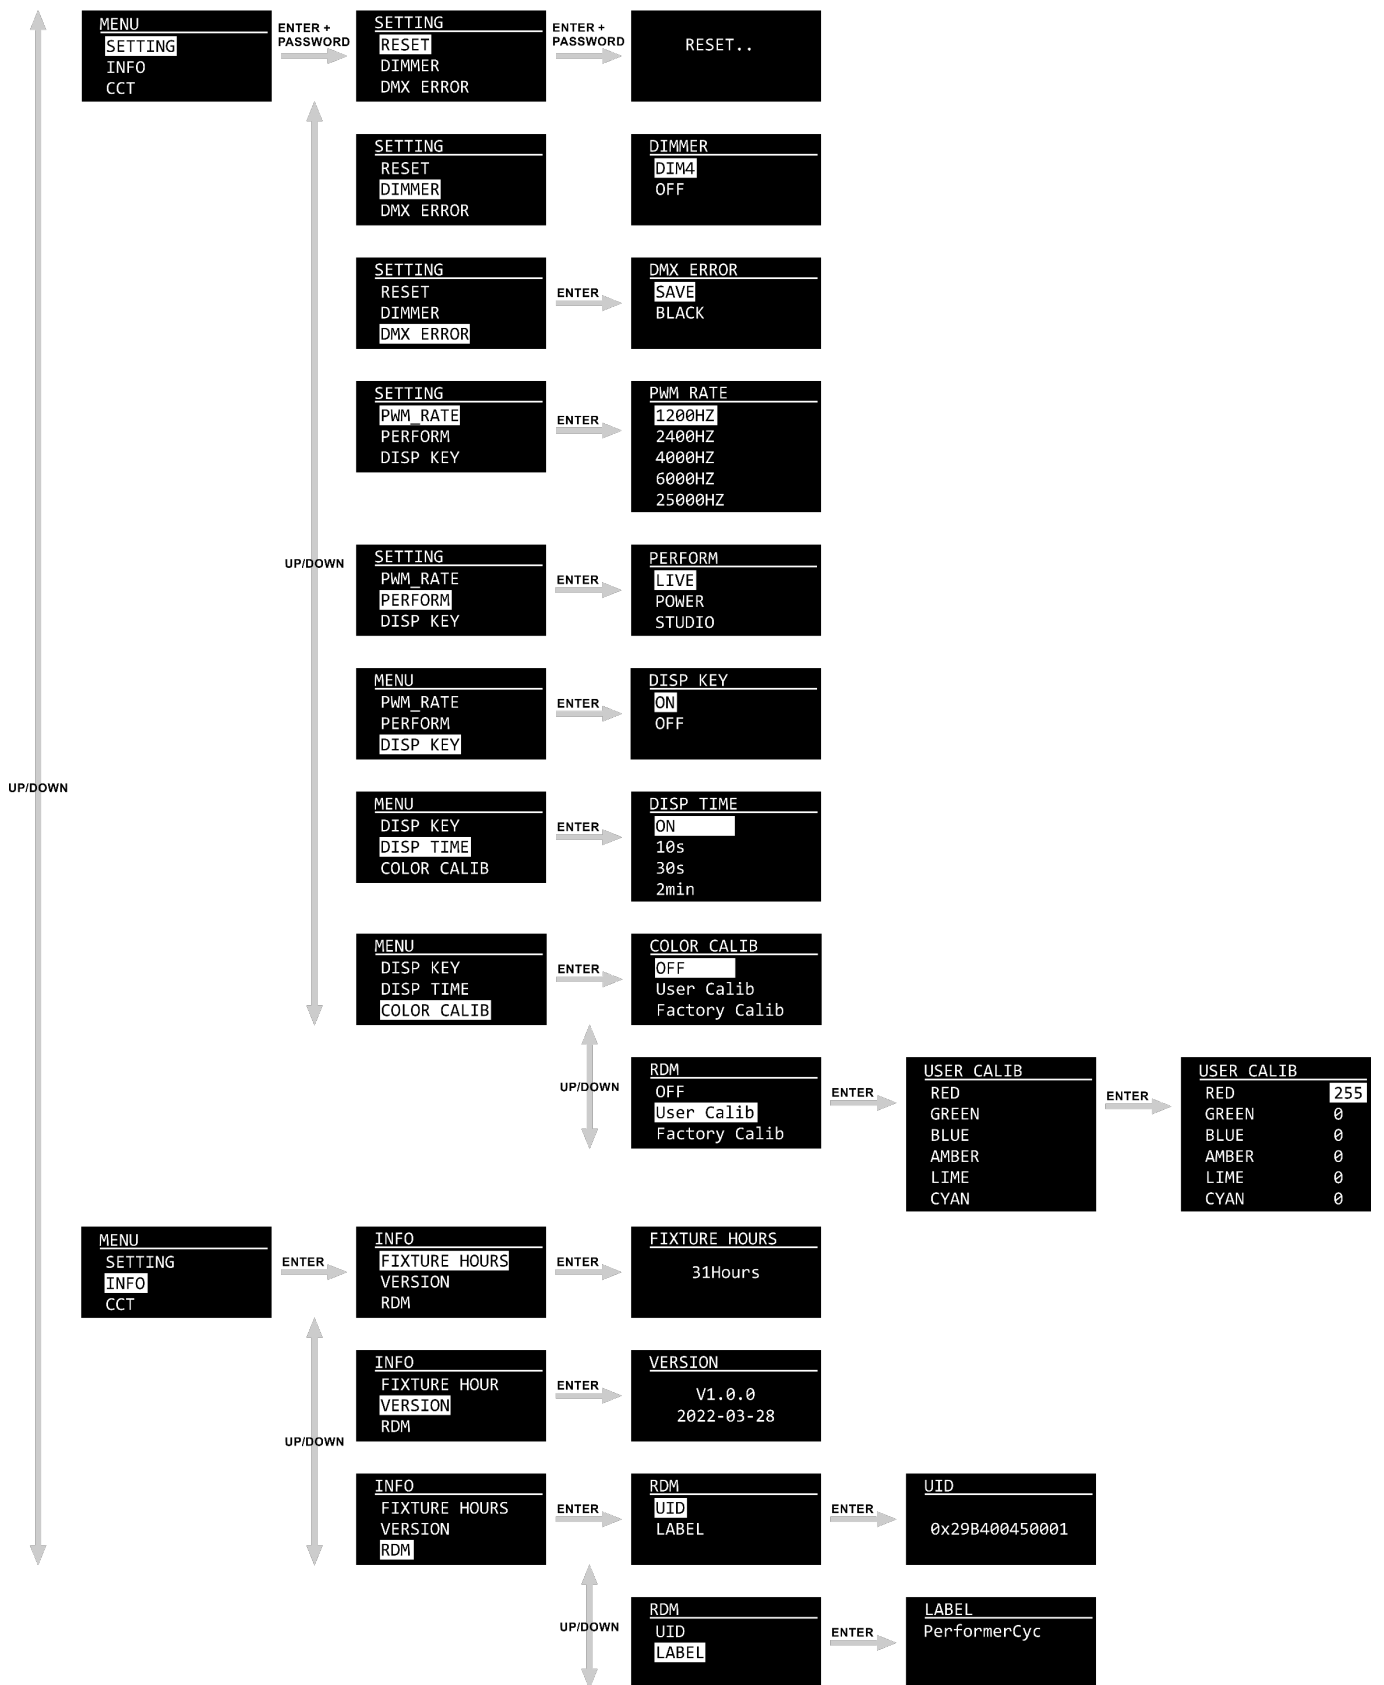 MENU
SETTING
INFO
CCT
ENTER +
PASSWORD
SETTING
RESET
DIMMER
DMX ERROR
ENTER +
PASSWORD
RESET..
SETTING
RESET
DIMMER
DMX ERROR
DIMMER
DIM4
OFF
SETTING
RESET
DIMMER
DMX ERROR
ENTER
DMX ERROR
SAVE
BLACK
SETTING
PWM_RATE
PERFORM
DISP KEY
ENTER
PWM RATE
1200HZ
2400HZ
4000HZ
6000HZ
25000HZ
UP/DOWN
SETTING
PWM_RATE
PERFORM
DISP KEY
ENTER
PERFORM
LIVE
POWER
STUDIO
MENU
PWM_RATE
PERFORM
DISP KEY
ENTER
DISP KEY
ON
OFF
UP/DOWN
MENU
DISP KEY
DISP TIME
COLOR CALIB
ENTER
DISP TIME
ON
10s
30s
2min
MENU
DISP KEY
DISP TIME
COLOR CALIB
ENTER
COLOR CALIB
OFF
User Calib
Factory Calib
UP/DOWN
RDM
OFF
User Calib
Factory Calib
ENTER
USER CALIB
RED
GREEN
BLUE
AMBER
LIME
CYAN
ENTER
USER CALIB
RED 255
GREEN 0
BLUE 0
AMBER 0
LIME 0
CYAN 0
MENU
SETTING
INFO
CCT
ENTER
INFO
FIXTURE HOURS
VERSION
RDM
ENTER
FIXTURE HOURS
31Hours
UP/DOWN
INFO
FIXTURE HOUR
VERSION
RDM
ENTER
VERSION
V1.0.0
2022-03-28
INFO
FIXTURE HOURS
VERSION
RDM
ENTER
RDM
UID
LABEL
ENTER
UID
0x29B400450001
UP/DOWN
RDM
UID
LABEL
ENTER
LABEL
PerformerCyc